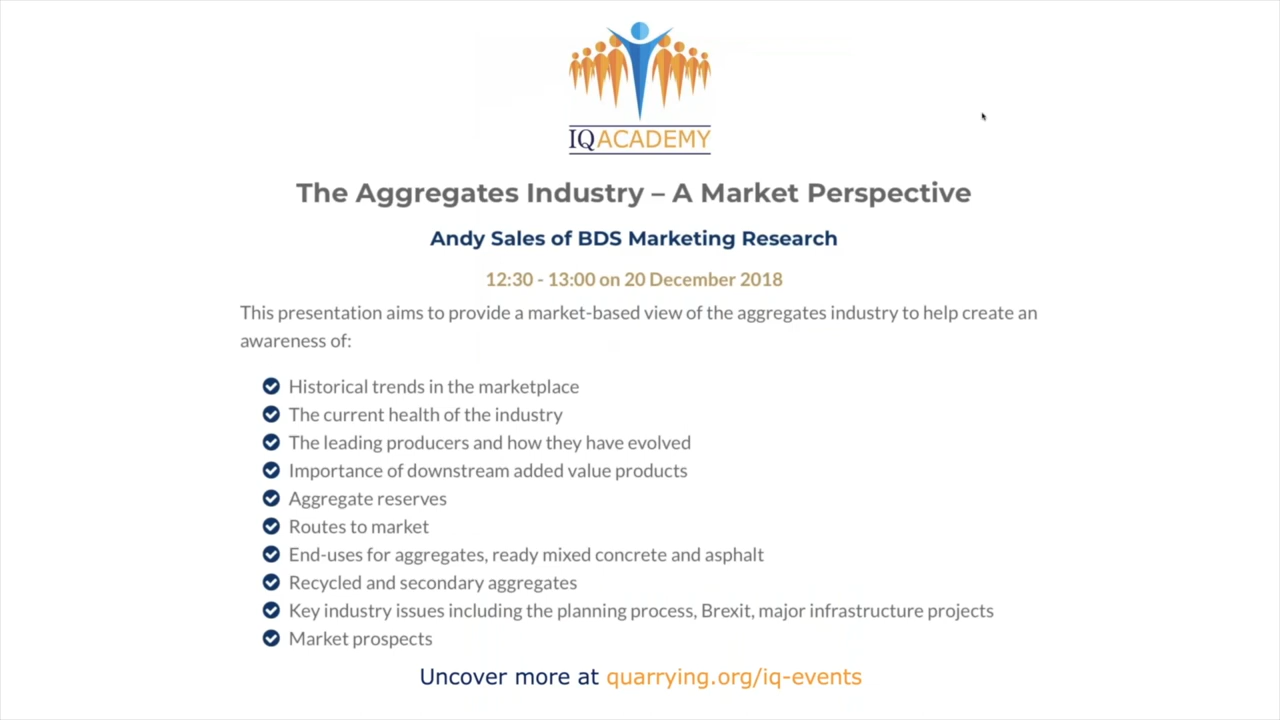 IQACADEMY
The Aggregates Industry – A Market Perspective
Andy Sales of BDS Marketing Research
12:30 - 13:00 on 20 December 2018
This presentation aims to provide a market-based view of the aggregates industry to help create an
awareness of:
Historical trends in the marketplace
The current health of the industry
The leading producers and how they have evolved
Importance of downstream added value products
Aggregate reserves
Routes to market
End-uses for aggregates, ready mixed concrete and asphalt
Recycled and secondary aggregates
Key industry issues including the planning process, Brexit, major infrastructure projects
Market prospects
Uncover more at quarrying.org/iq-events